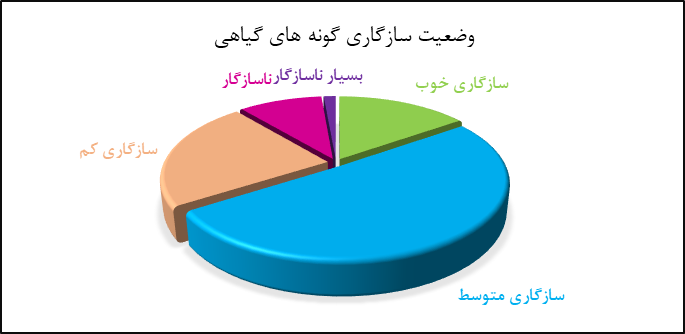 وضعیت سازگاری گونه های گیاهی
سازگاری خوب
بسیار ناسازگار
ناسازگار
سازگاری کم
سازگاری متوسط